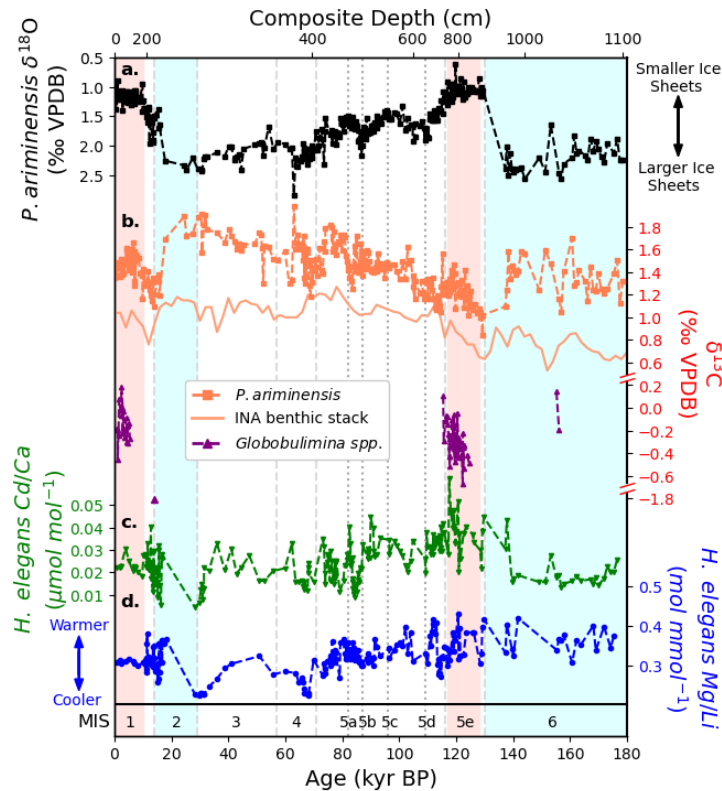 Composite Depth (cm)
0 200 400 600 800 1000 1100
P. ariminensis δ¹⁸O
(‰ VPDB)
0.5
1.0
1.5
2.0
2.5
a.
Smaller Ice
Sheets
Larger Ice
Sheets
b.
1.8
1.6
1.4
1.2
1.0
0.8
0.6
0.2
0.0
−0.2
−0.4
−0.6
−1.8
δ¹³C
(‰ VPDB)
P. ariminensis
INA benthic stack
Globobulimina spp.
H. elegans Cd/Ca
(μmol mol⁻¹)
0.05
0.04
0.03
0.02
0.01
c.
d.
Warmer
Cooler
0.5
0.4
0.3
H. elegans Mg/Li
(mol mmol⁻¹)
MIS 1 2 3 4 5a 5b 5c 5d 5e 6
0 20 40 60 80 100 120 140 160 180
Age (kyr BP)